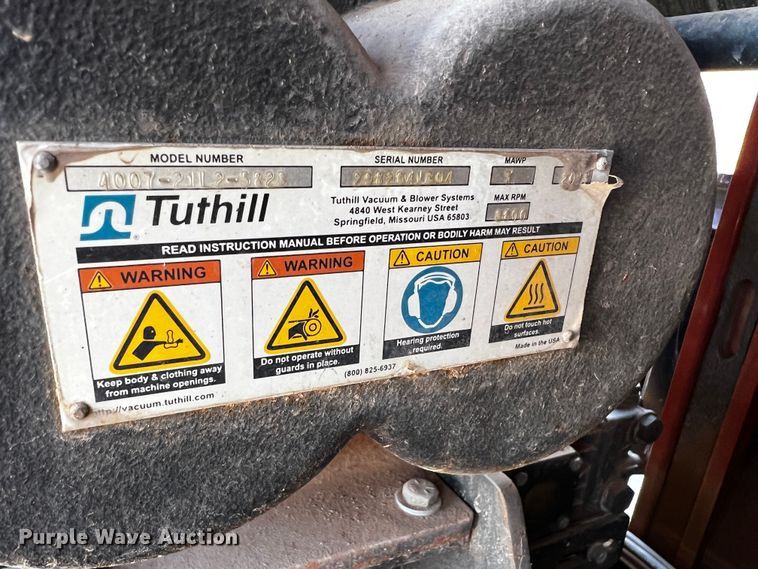 MODEL NUMBER
SERIAL NUMBER
MAWP
4007-21L2-5223
Tuthill
Tuthill Vacuum & Blower Systems
4840 West Kearney Street
Springfield, Missouri USA 65803
MAX RPM
READ INSTRUCTION MANUAL BEFORE OPERATION OR BODILY HARM MAY RESULT
WARNING
Keep body & clothing away
from machine openings.
WARNING
Do not operate without
guards in place.
CAUTION
Hearing protection
required.
CAUTION
Do not touch hot
surfaces.
http://vacuum.tuthill.com
(800) 825-6937
Made in the USA
Purple Wave Auction